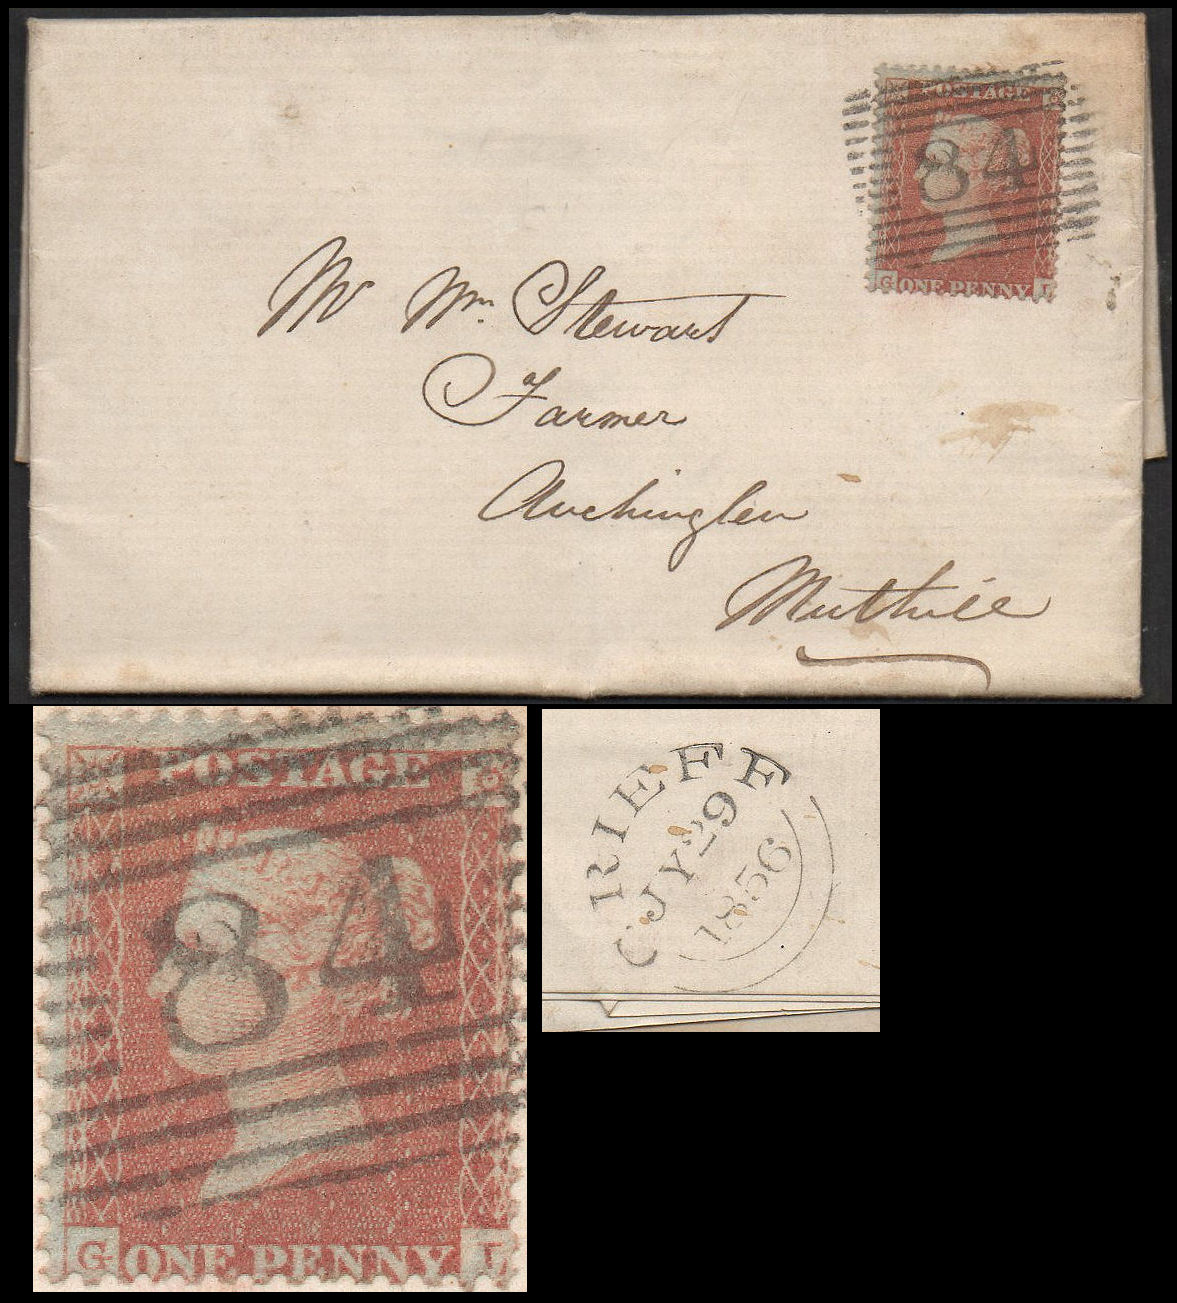 POSTAGE
84
G ONE PENNY L
Mr Wm. Stewart
Farmer
Auchinglen
Muthill
POSTAGE
84
G ONE PENNY L
CRIEFF
JY 29
1856